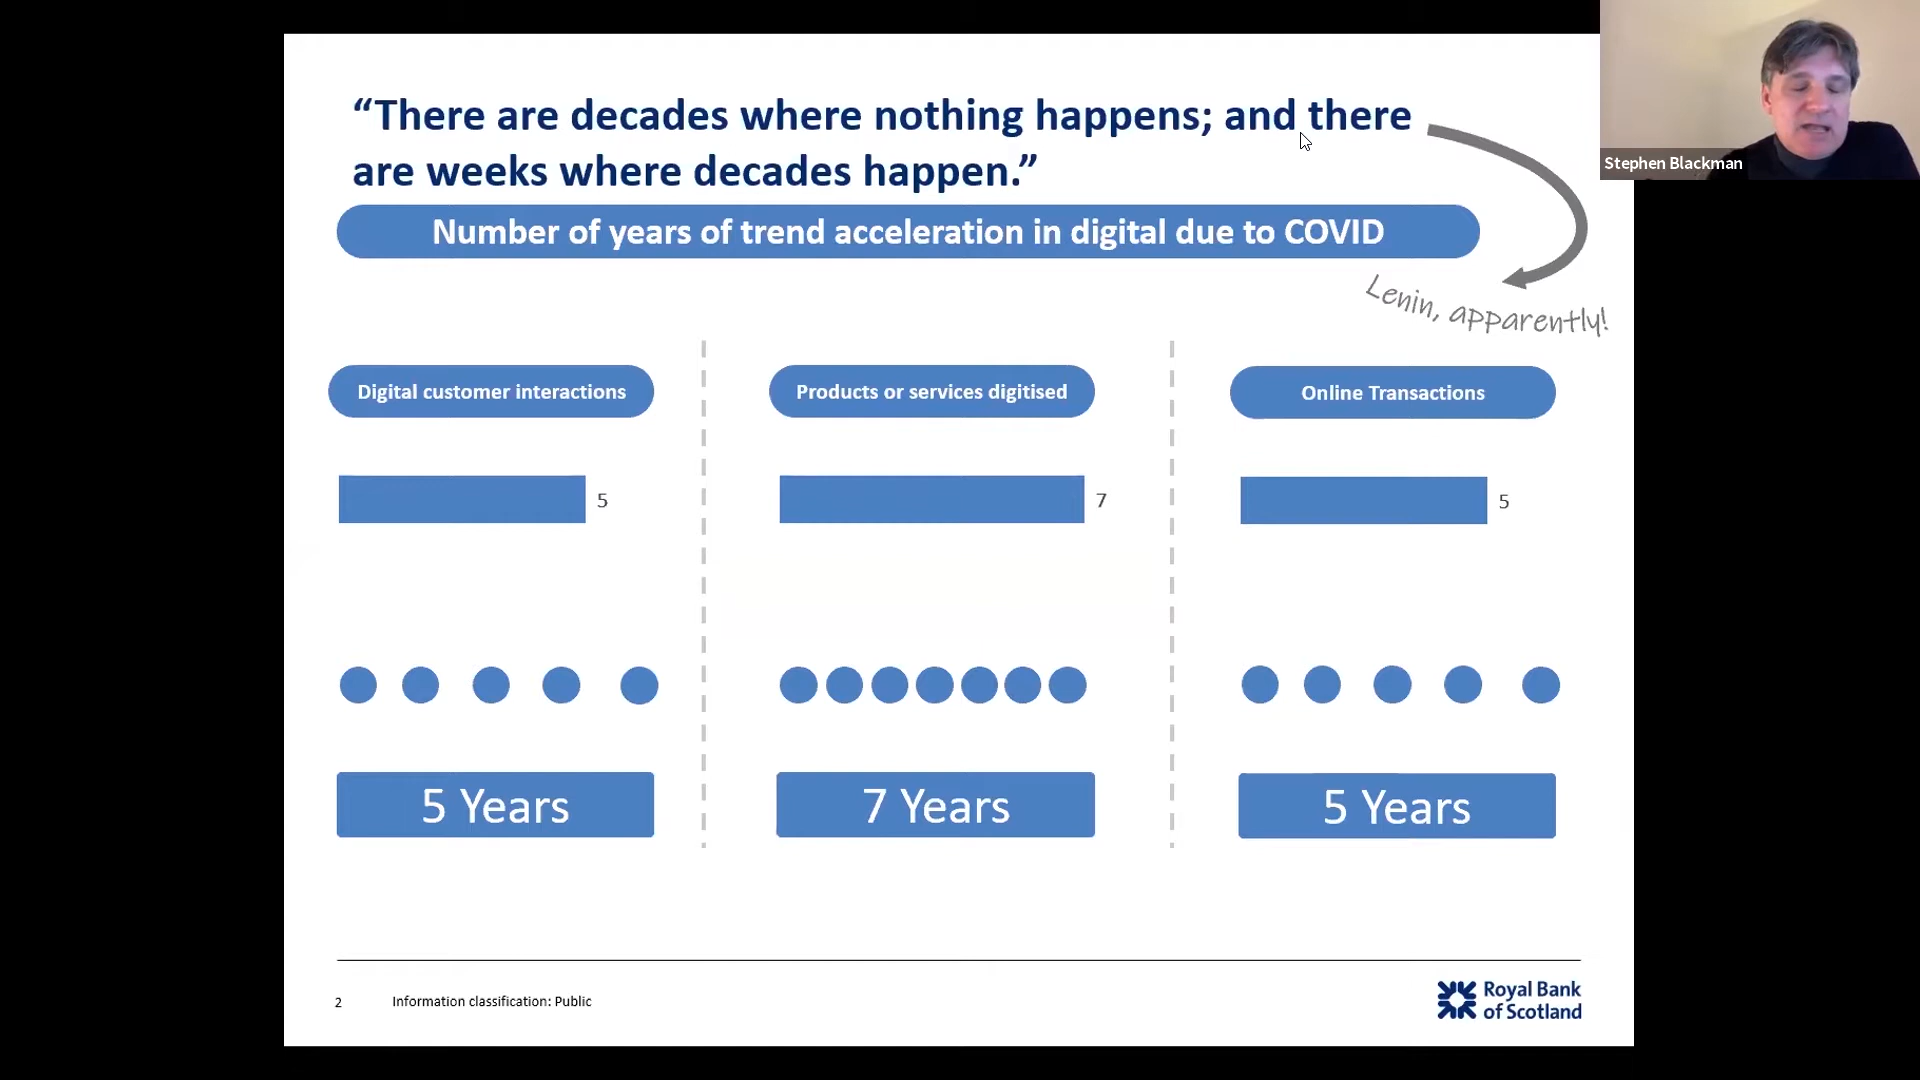 “There are decades where nothing happens; and there
are weeks where decades happen.”
Number of years of trend acceleration in digital due to COVID
Lenin, apparently!
Stephen Blackman
Digital customer interactions
Products or services digitised
Online Transactions
5
7
5
5 Years
7 Years
5 Years
2
Information classification: Public
Royal Bank
of Scotland